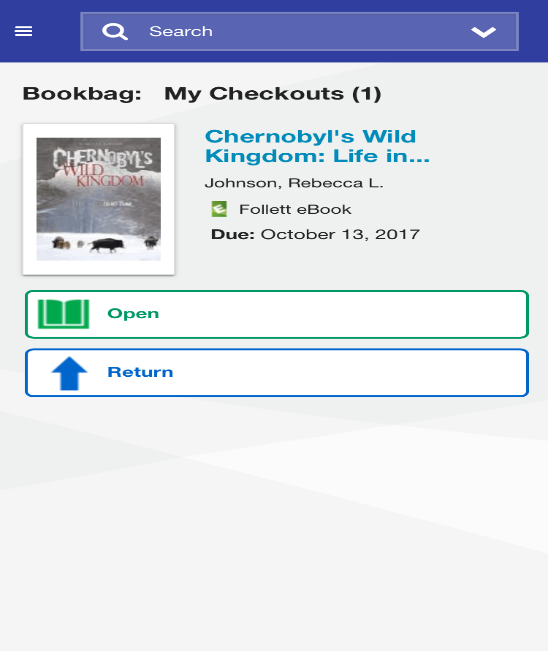 Search
Bookbag: My Checkouts (1)
CHERNOBYL'S
WILD
KINGDOM
Chernobyl's Wild
Kingdom: Life in...
Johnson, Rebecca L.
Follett eBook
Due: October 13, 2017
Open
Return